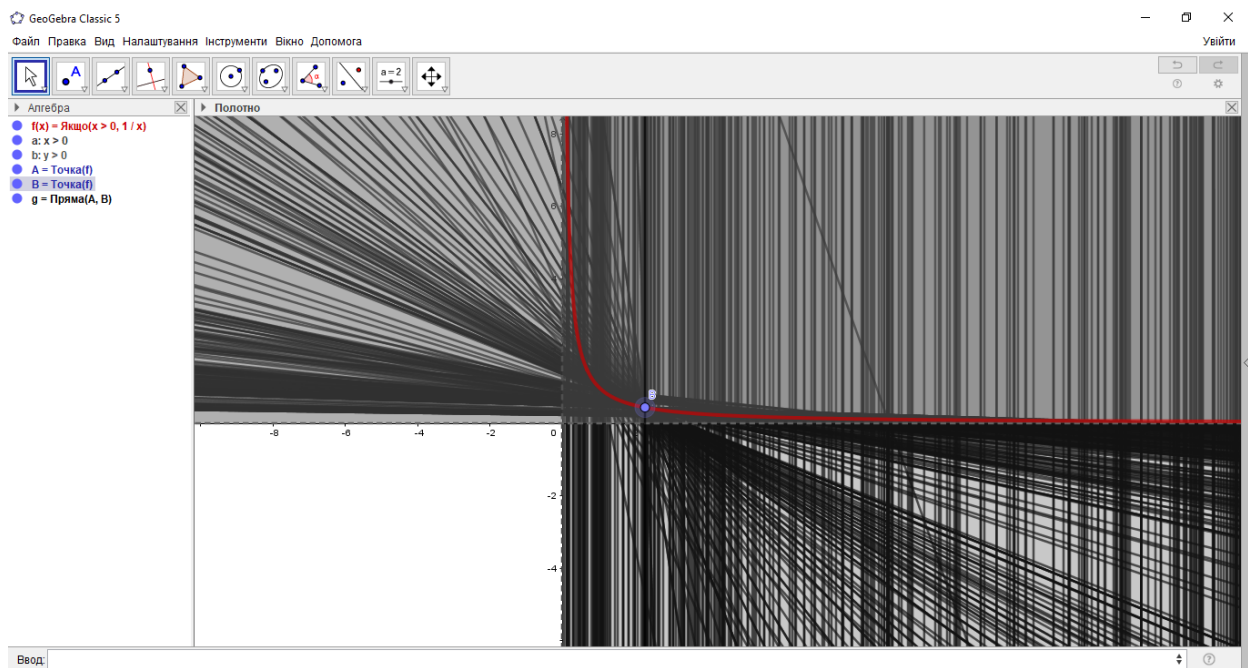 GeoGebra Classic 5
Файл Правка Вид Налаштування Інструменти Вікно Допомога
Увійти
A
α
a=2
Алгебра
Полотно
f(x) = Якщо(x > 0, 1 / x)
a: x > 0
b: y > 0
A = Точка(f)
B = Точка(f)
g = Пряма(A, B)
8
6
4
B
-8 -6 -4 -2 0
-2
-4
Ввод: